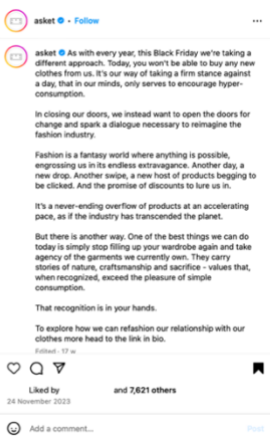 asket • Follow
asket As with every year, this Black Friday we're taking a
different approach. Today, you won't be able to buy any new
clothes from us. It's our way of taking a firm stance against
a day, that in our minds, only serves to encourage hyper-
consumption.
In closing our doors, we instead want to open the doors for
change and spark a dialogue necessary to reimagine the
fashion industry.
Fashion is a fantasy world where anything is possible,
engrossing us in its endless extravagance. Another day, a
new drop. Another swipe, a new host of products begging to
be clicked. And the promise of discounts to lure us in.
It's a never-ending overflow of products at an accelerating
pace, as if the industry has transcended the planet.
But there is another way. One of the best things we can do
today is simply stop filling up your wardrobe again and take
agency of the garments we currently own. They carry
stories of nature, craftsmanship and sacrifice - values that,
when recognized, exceed the pleasure of simple
consumption.
That recognition is in your hands.
To explore how we can refashion our relationship with our
clothes more head to the link in bio.
Edited · 17 w
Liked by and 7,621 others
24 November 2023
Add a comment...
Post